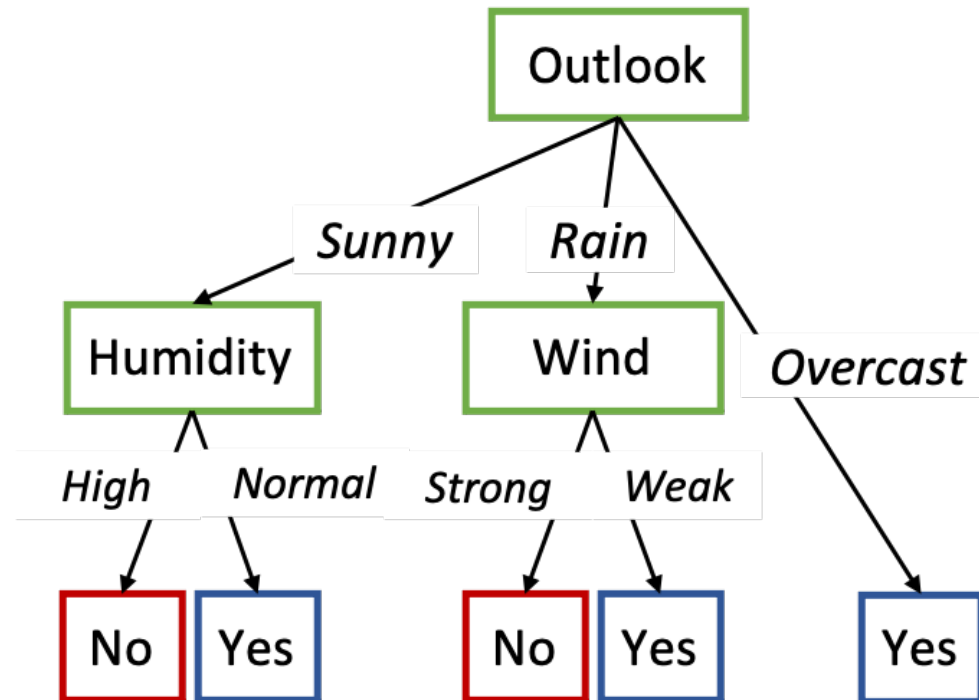 Outlook
Sunny
Rain
Humidity
Wind
Overcast
High
Normal
Strong
Weak
No
Yes
No
Yes
Yes